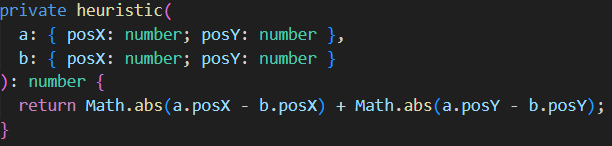 private heuristic(
  a: { posX: number; posY: number },
  b: { posX: number; posY: number }
): number {
  return Math.abs(a.posX - b.posX) + Math.abs(a.posY - b.posY);
}